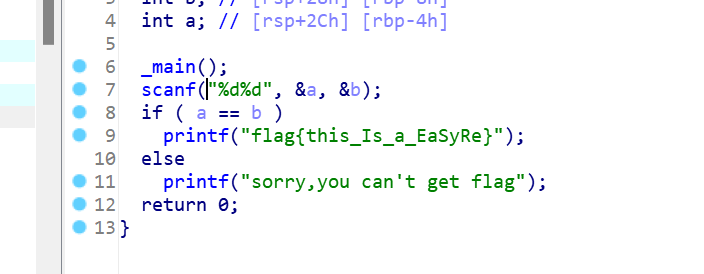 int b; // [rsp+28h] [rbp-8h]
4 int a; // [rsp+2Ch] [rbp-4h]
5
6 _main();
7 scanf("%d%d", &a, &b);
8 if ( a == b )
9 printf("flag{this_Is_a_EaSyRe}");
10 else
11 printf("sorry,you can't get flag");
12 return 0;
13 }